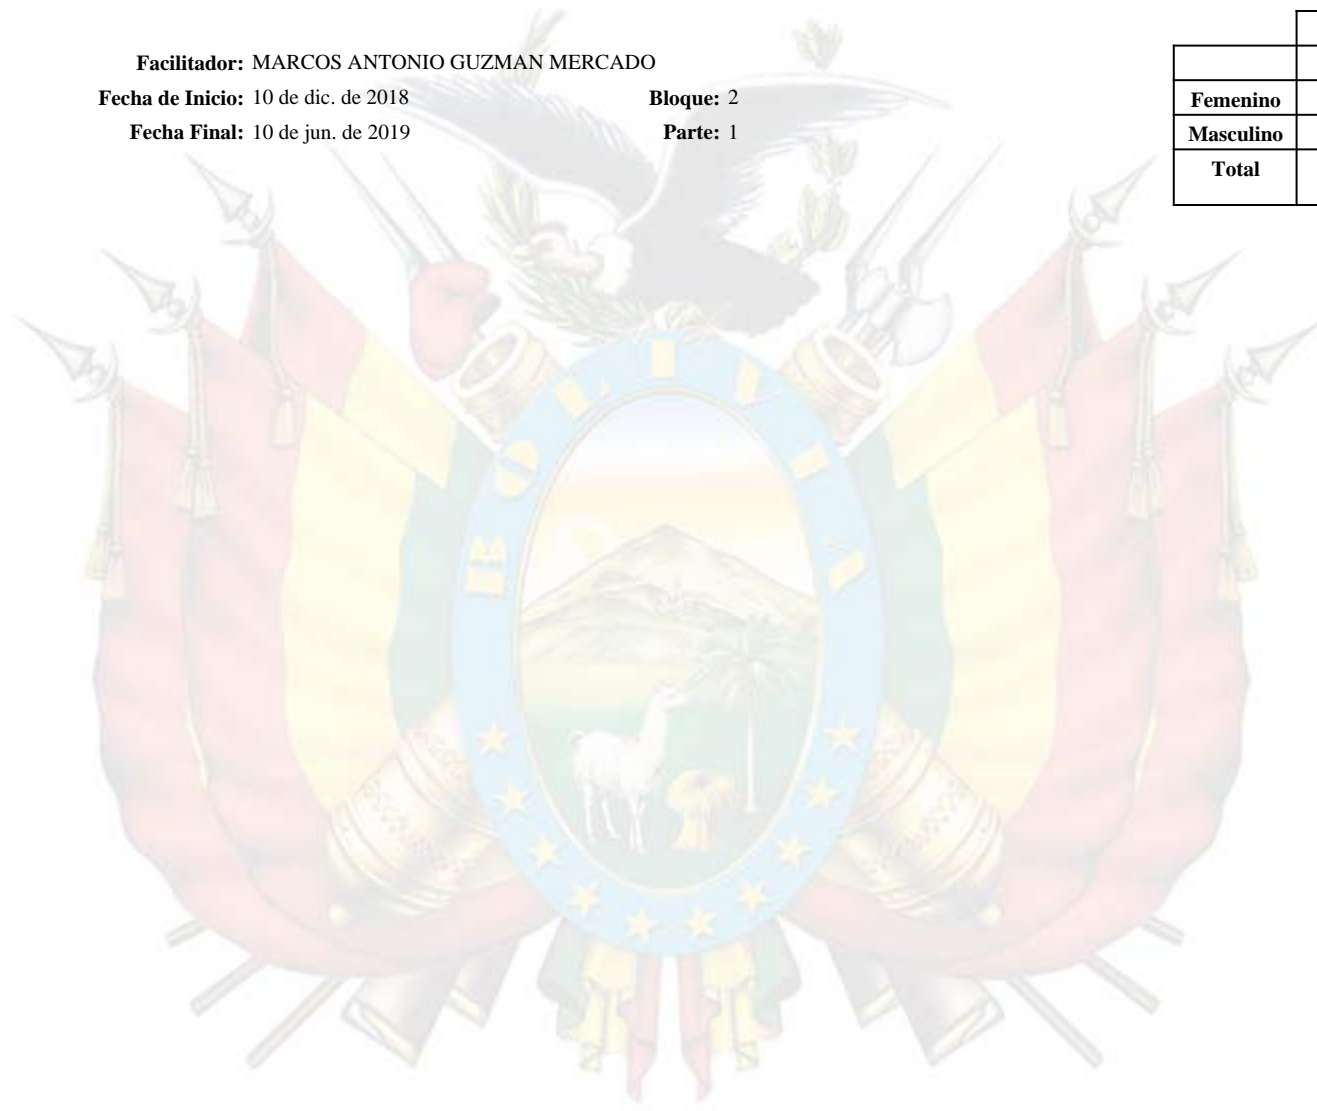 Facilitador: MARCOS ANTONIO GUZMAN MERCADO
Fecha de Inicio: 10 de dic. de 2018 Bloque: 2
Fecha Final: 10 de jun. de 2019 Parte: 1
Femenino
Masculino
Total
BOLIVIA